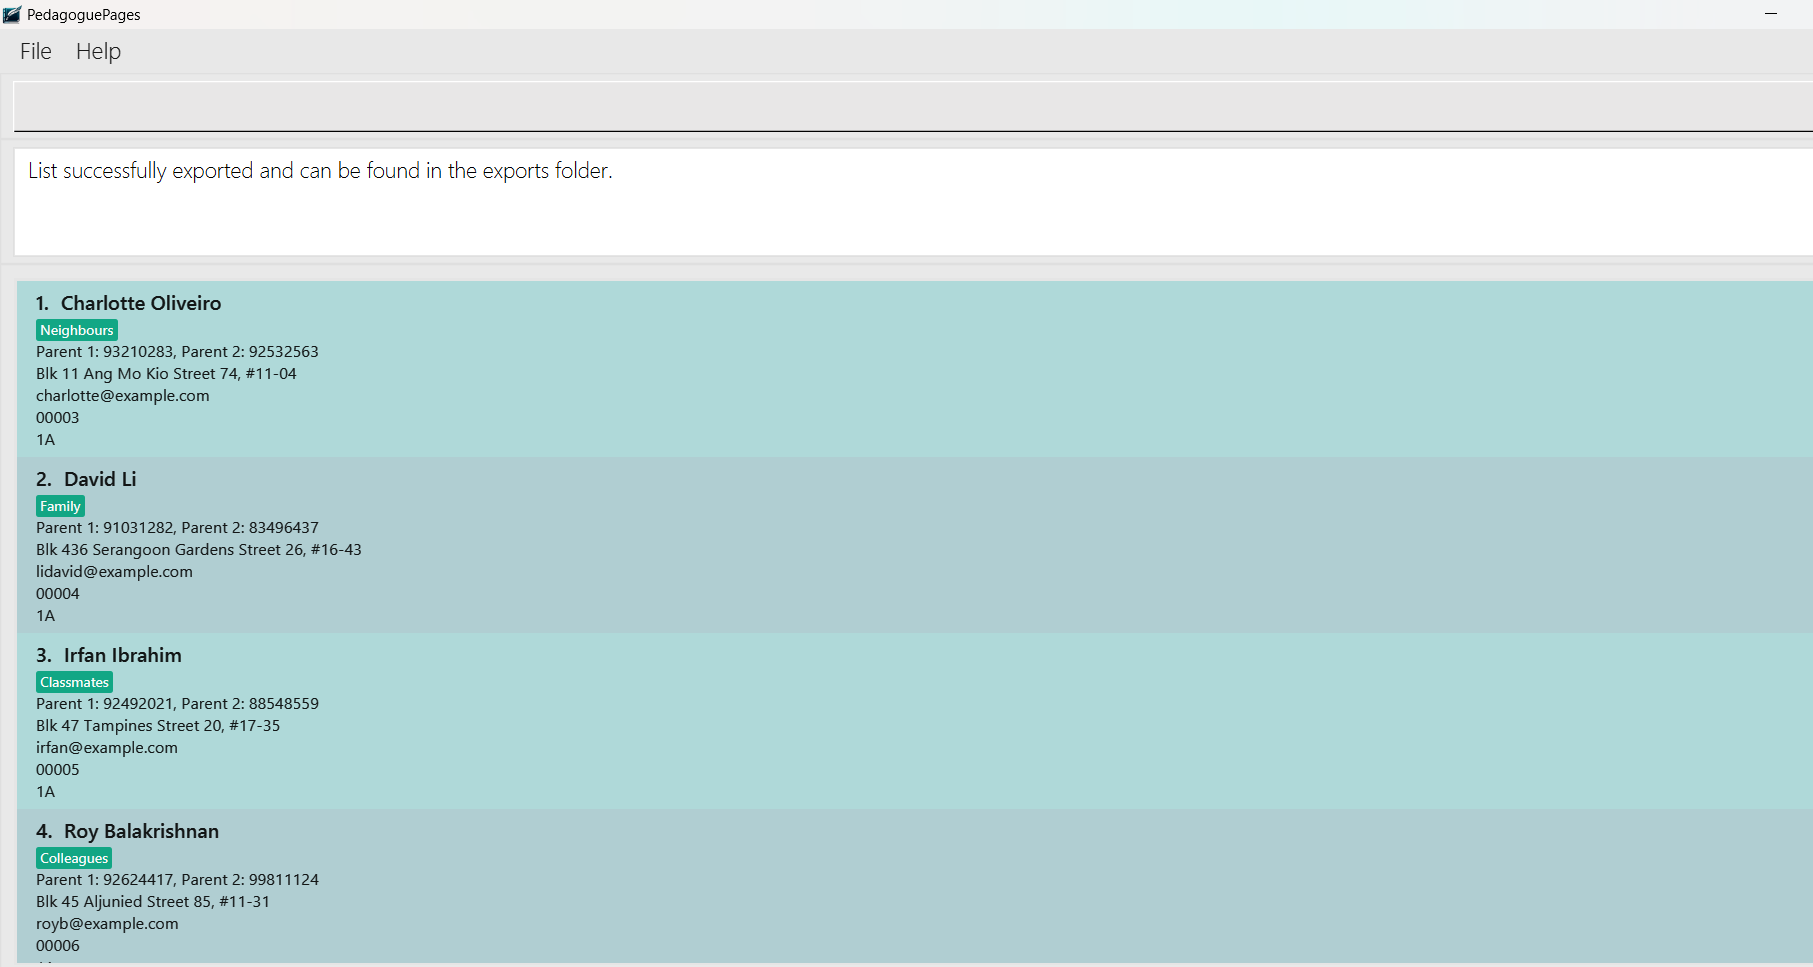 PedagoguePages
File Help
List successfully exported and can be found in the exports folder.
1. Charlotte Oliveiro
Neighbours
Parent 1: 93210283, Parent 2: 92532563
Blk 11 Ang Mo Kio Street 74, #11-04
charlotte@example.com
00003
1A
2. David Li
Family
Parent 1: 91031282, Parent 2: 83496437
Blk 436 Serangoon Gardens Street 26, #16-43
lidavid@example.com
00004
1A
3. Irfan Ibrahim
Classmates
Parent 1: 92492021, Parent 2: 88548559
Blk 47 Tampines Street 20, #17-35
irfan@example.com
00005
1A
4. Roy Balakrishnan
Colleagues
Parent 1: 92624417, Parent 2: 99811124
Blk 45 Aljunied Street 85, #11-31
royb@example.com
00006